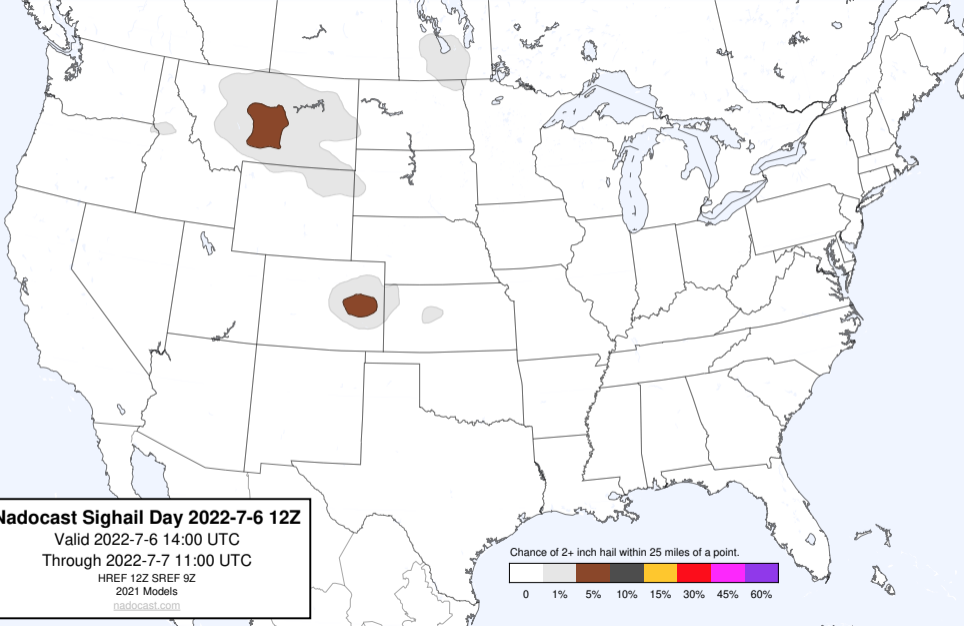 Nadocast Sighail Day 2022-7-6 12Z
Valid 2022-7-6 14:00 UTC
Through 2022-7-7 11:00 UTC
HREF 12Z SREF 9Z
2021 Models
nadocast.com
Chance of 2+ inch hail within 25 miles of a point.
0 1% 5% 10% 15% 30% 45% 60%